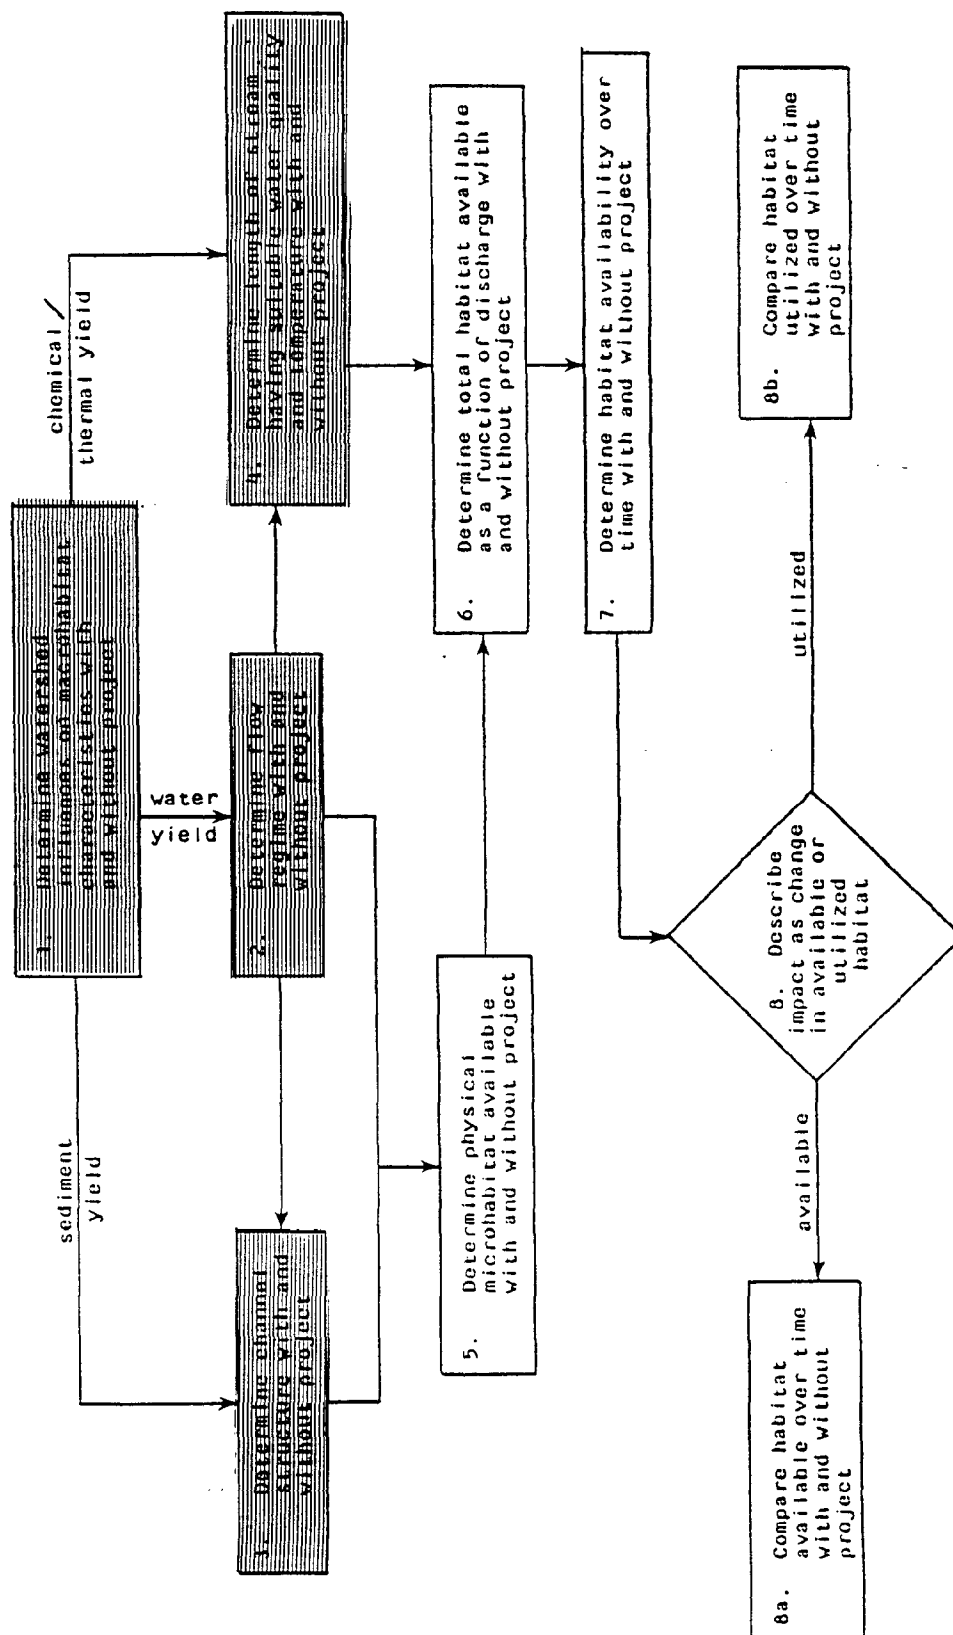 1. Determine watershed
influences on macrohabitat
characteristics with
and without project
sediment
yield
water
yield
chemical/
thermal yield
3. Determine channel
structure with and
without project
2. Determine flow
regime with and
without project
4. Determine length of stream
having suitable water quality
and temperature with and
without project
5. Determine physical
microhabitat available
with and without project
6. Determine total habitat available
as a function of discharge with
and without project
7. Determine habitat availability over
time with and without project
8. Describe
impact as change
in available or
utilized
habitat
available
utilized
8a. Compare habitat
available over time
with and without
project
8b. Compare habitat
utilized over time
with and without
project